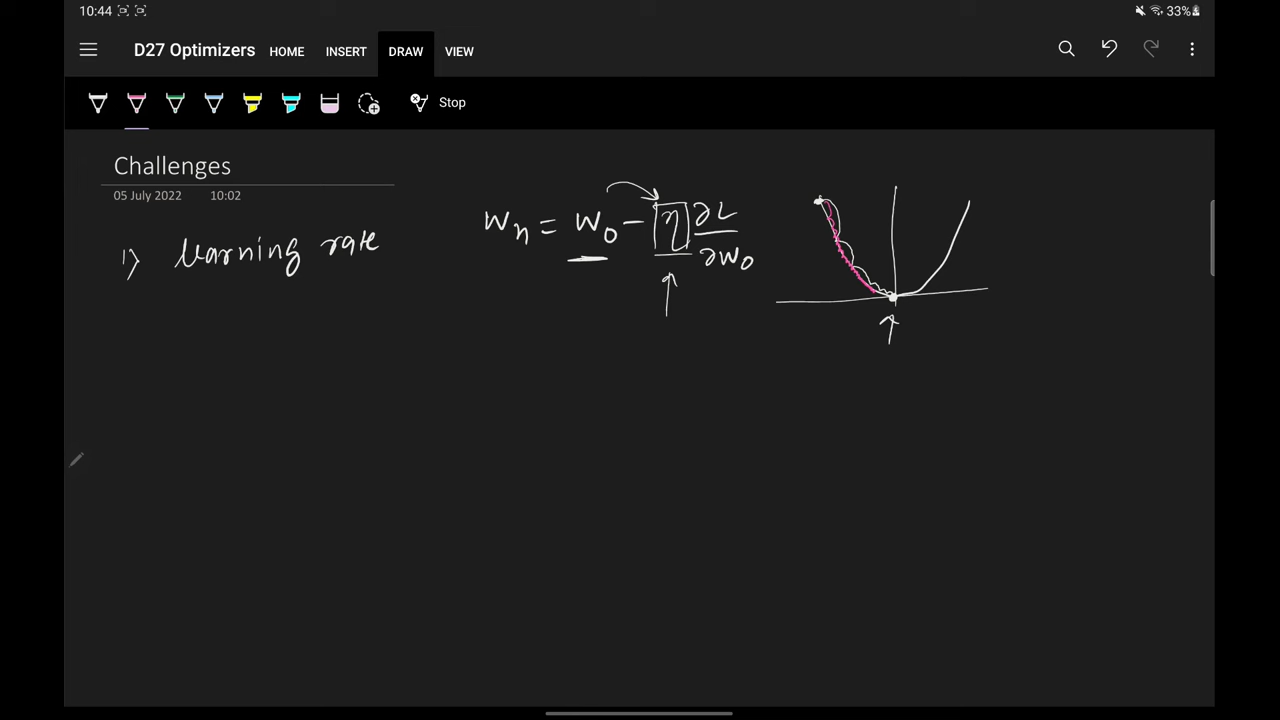 10:44 33%
D27 Optimizers HOME INSERT DRAW VIEW
Stop
Challenges
05 July 2022 10:02
1) Learning rate
Wn = W0 - η ∂L/∂W0